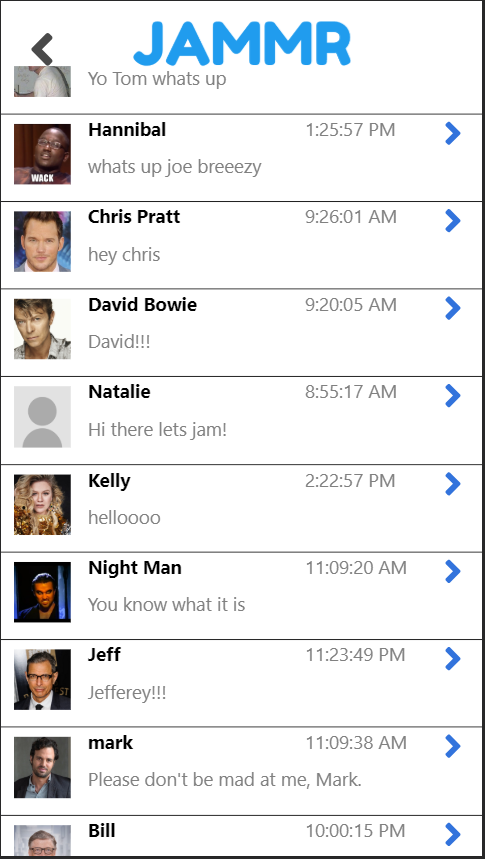 JAMMR
Yo Tom whats up
Hannibal 1:25:57 PM
WACK
whats up joe breeezy
Chris Pratt 9:26:01 AM
hey chris
David Bowie 9:20:05 AM
David!!!
Natalie 8:55:17 AM
Hi there lets jam!
Kelly 2:22:57 PM
helloooo
Night Man 11:09:20 AM
You know what it is
Jeff 11:23:49 PM
Jefferey!!!
mark 11:09:38 AM
Please don't be mad at me, Mark.
Bill 10:00:15 PM